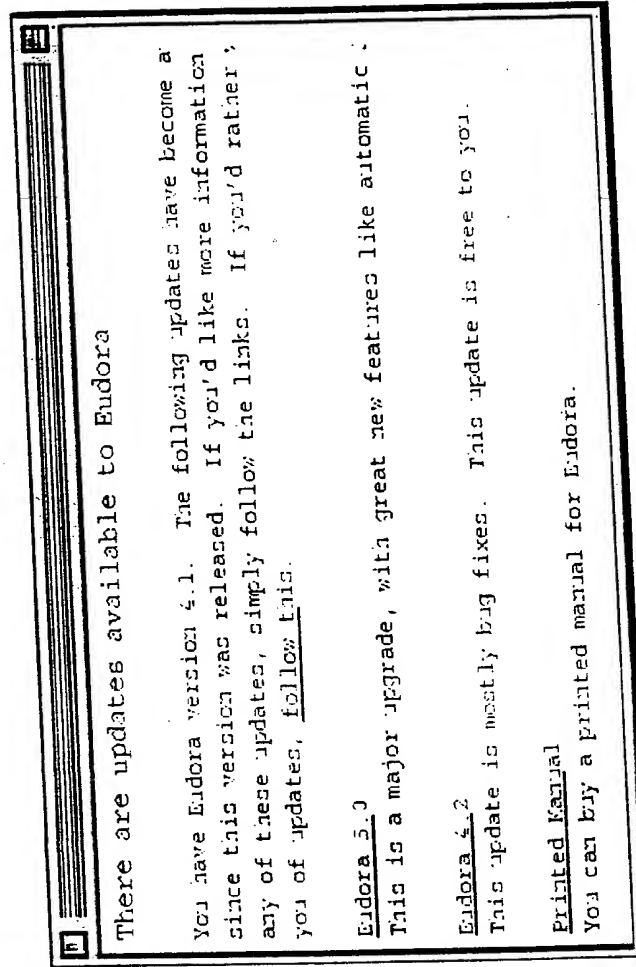 There are updates available to Eudora
You have Eudora version 4.1. The following updates have become a
since this version was released. If you'd like more information
any of these updates, simply follow the links. If you'd rather
you of updates, follow this.
Eudora 5.0
This is a major upgrade, with great new features like automatic
Eudora 4.2
This update is mostly bug fixes. This update is free to you.
Printed Manual
You can buy a printed manual for Eudora.